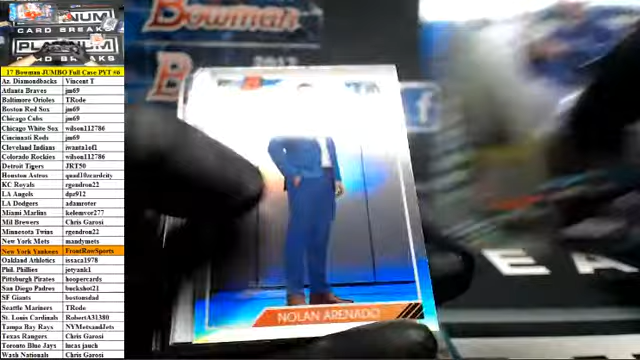 PLATINUM
CARD BREAKS
17 Bowman JUMBO Full Case PYT #6
Az. Diamondbacks Vincent T
Atlanta Braves jm69
Baltimore Orioles TRode
Boston Red Sox jm69
Chicago Cubs jm69
Chicago White Sox wilson112786
Cincinnati Reds jm69
Cleveland Indians iwanta1of1
Colorado Rockies wilson112786
Detroit Tigers JRT50
Houston Astros quad10zcardcity
KC Royals rgendron22
LA Angels dpz912
LA Dodgers adamroter
Miami Marlins kelemvor277
Mil Brewers Chris Garosi
Minnesota Twins rgendron22
New York Mets mandymets
New York Yankees FrontRowSports
Oakland Athletics issaca1978
Phil. Phillies jetyank1
Pittsburgh Pirates hoopercards
San Diego Padres buckshot21
SF Giants bostonsdad
Seattle Mariners TRode
St. Louis Cardinals RobertA31380
Tampa Bay Rays NYMetsandJets
Texas Rangers Chris Garosi
Toronto Blue Jays lucas jauch
Wash Nationals Chris Garosi
Bowman
f
NOLAN ARENADO
E A